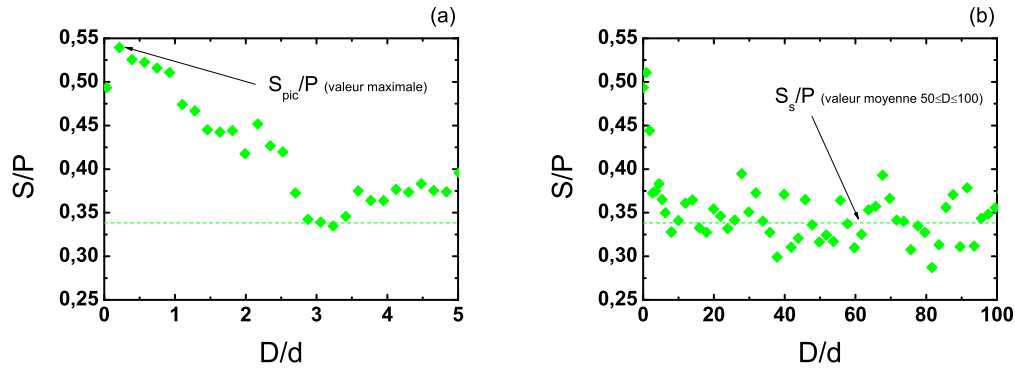 (a)
S/P
0,55
0,50
0,45
0,40
0,35
0,30
0,25
S_pic/P (valeur maximale)
0 1 2 3 4 5
D/d
(b)
S/P
0,55
0,50
0,45
0,40
0,35
0,30
0,25
S_s/P (valeur moyenne 50≤D≤100)
0 20 40 60 80 100
D/d